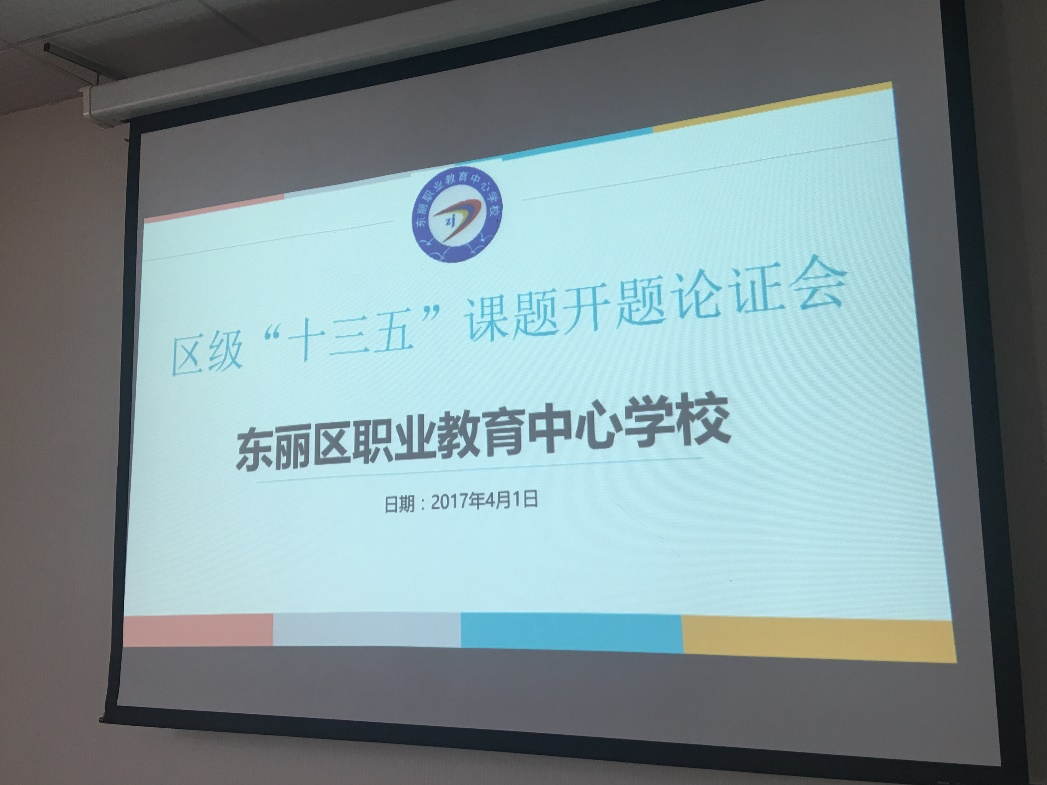 东丽职业教育中心学校
区级“十三五”课题开题论证会
东丽区职业教育中心学校
日期：2017年4月1日